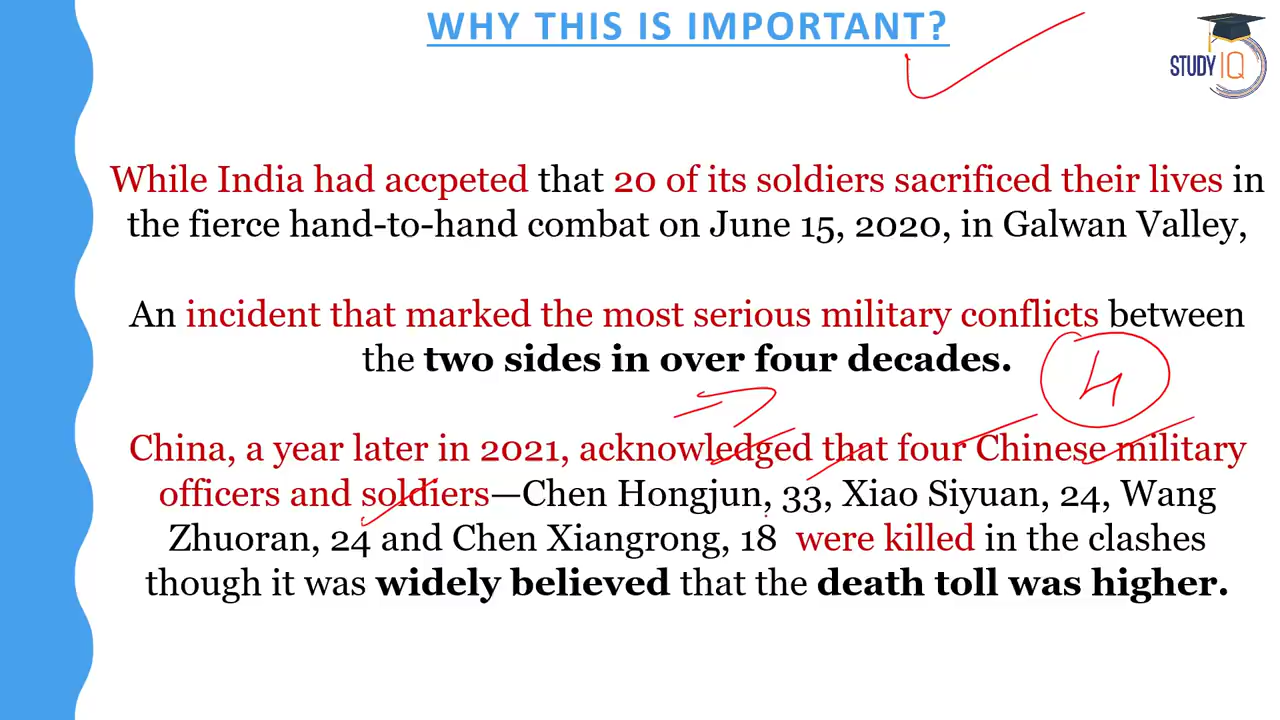 WHY THIS IS IMPORTANT?
STUDY IQ
While India had accpeted that 20 of its soldiers sacrificed their lives in
the fierce hand-to-hand combat on June 15, 2020, in Galwan Valley,
An incident that marked the most serious military conflicts between
the two sides in over four decades.
4
China, a year later in 2021, acknowledged that four Chinese military
officers and soldiers—Chen Hongjun, 33, Xiao Siyuan, 24, Wang
Zhuoran, 24 and Chen Xiangrong, 18 were killed in the clashes
though it was widely believed that the death toll was higher.